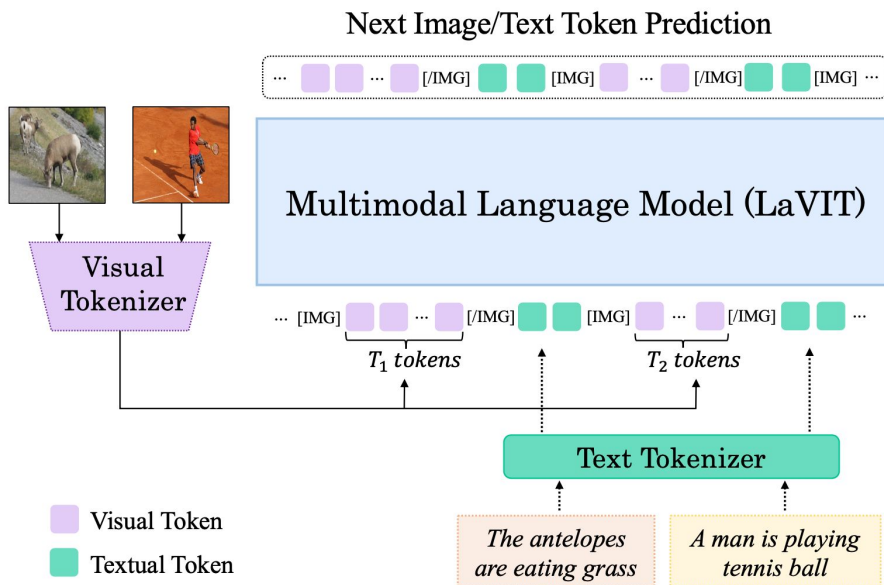 Next Image/Text Token Prediction
... ... [/IMG] [IMG] ... [/IMG] [IMG] ...
Multimodal Language Model (LaVIT)
Visual
Tokenizer
... [IMG] ... [/IMG] [IMG] ... [/IMG] ...
T₁ tokens T₂ tokens
Text Tokenizer
Visual Token
Textual Token
The antelopes
are eating grass
A man is playing
tennis ball